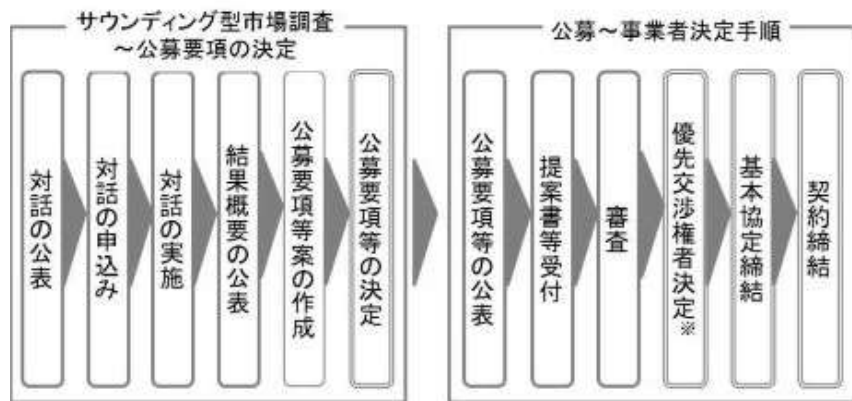 サウンディング型市場調査
～公募要項の決定
対話の公表
対話の申込み
対話の実施
結果概要の公表
公募要項等案の作成
公募要項等の決定
公募～事業者決定手順
公募要項等の公表
提案書等受付
審査
優先交渉権者決定※
基本協定締結
契約締結